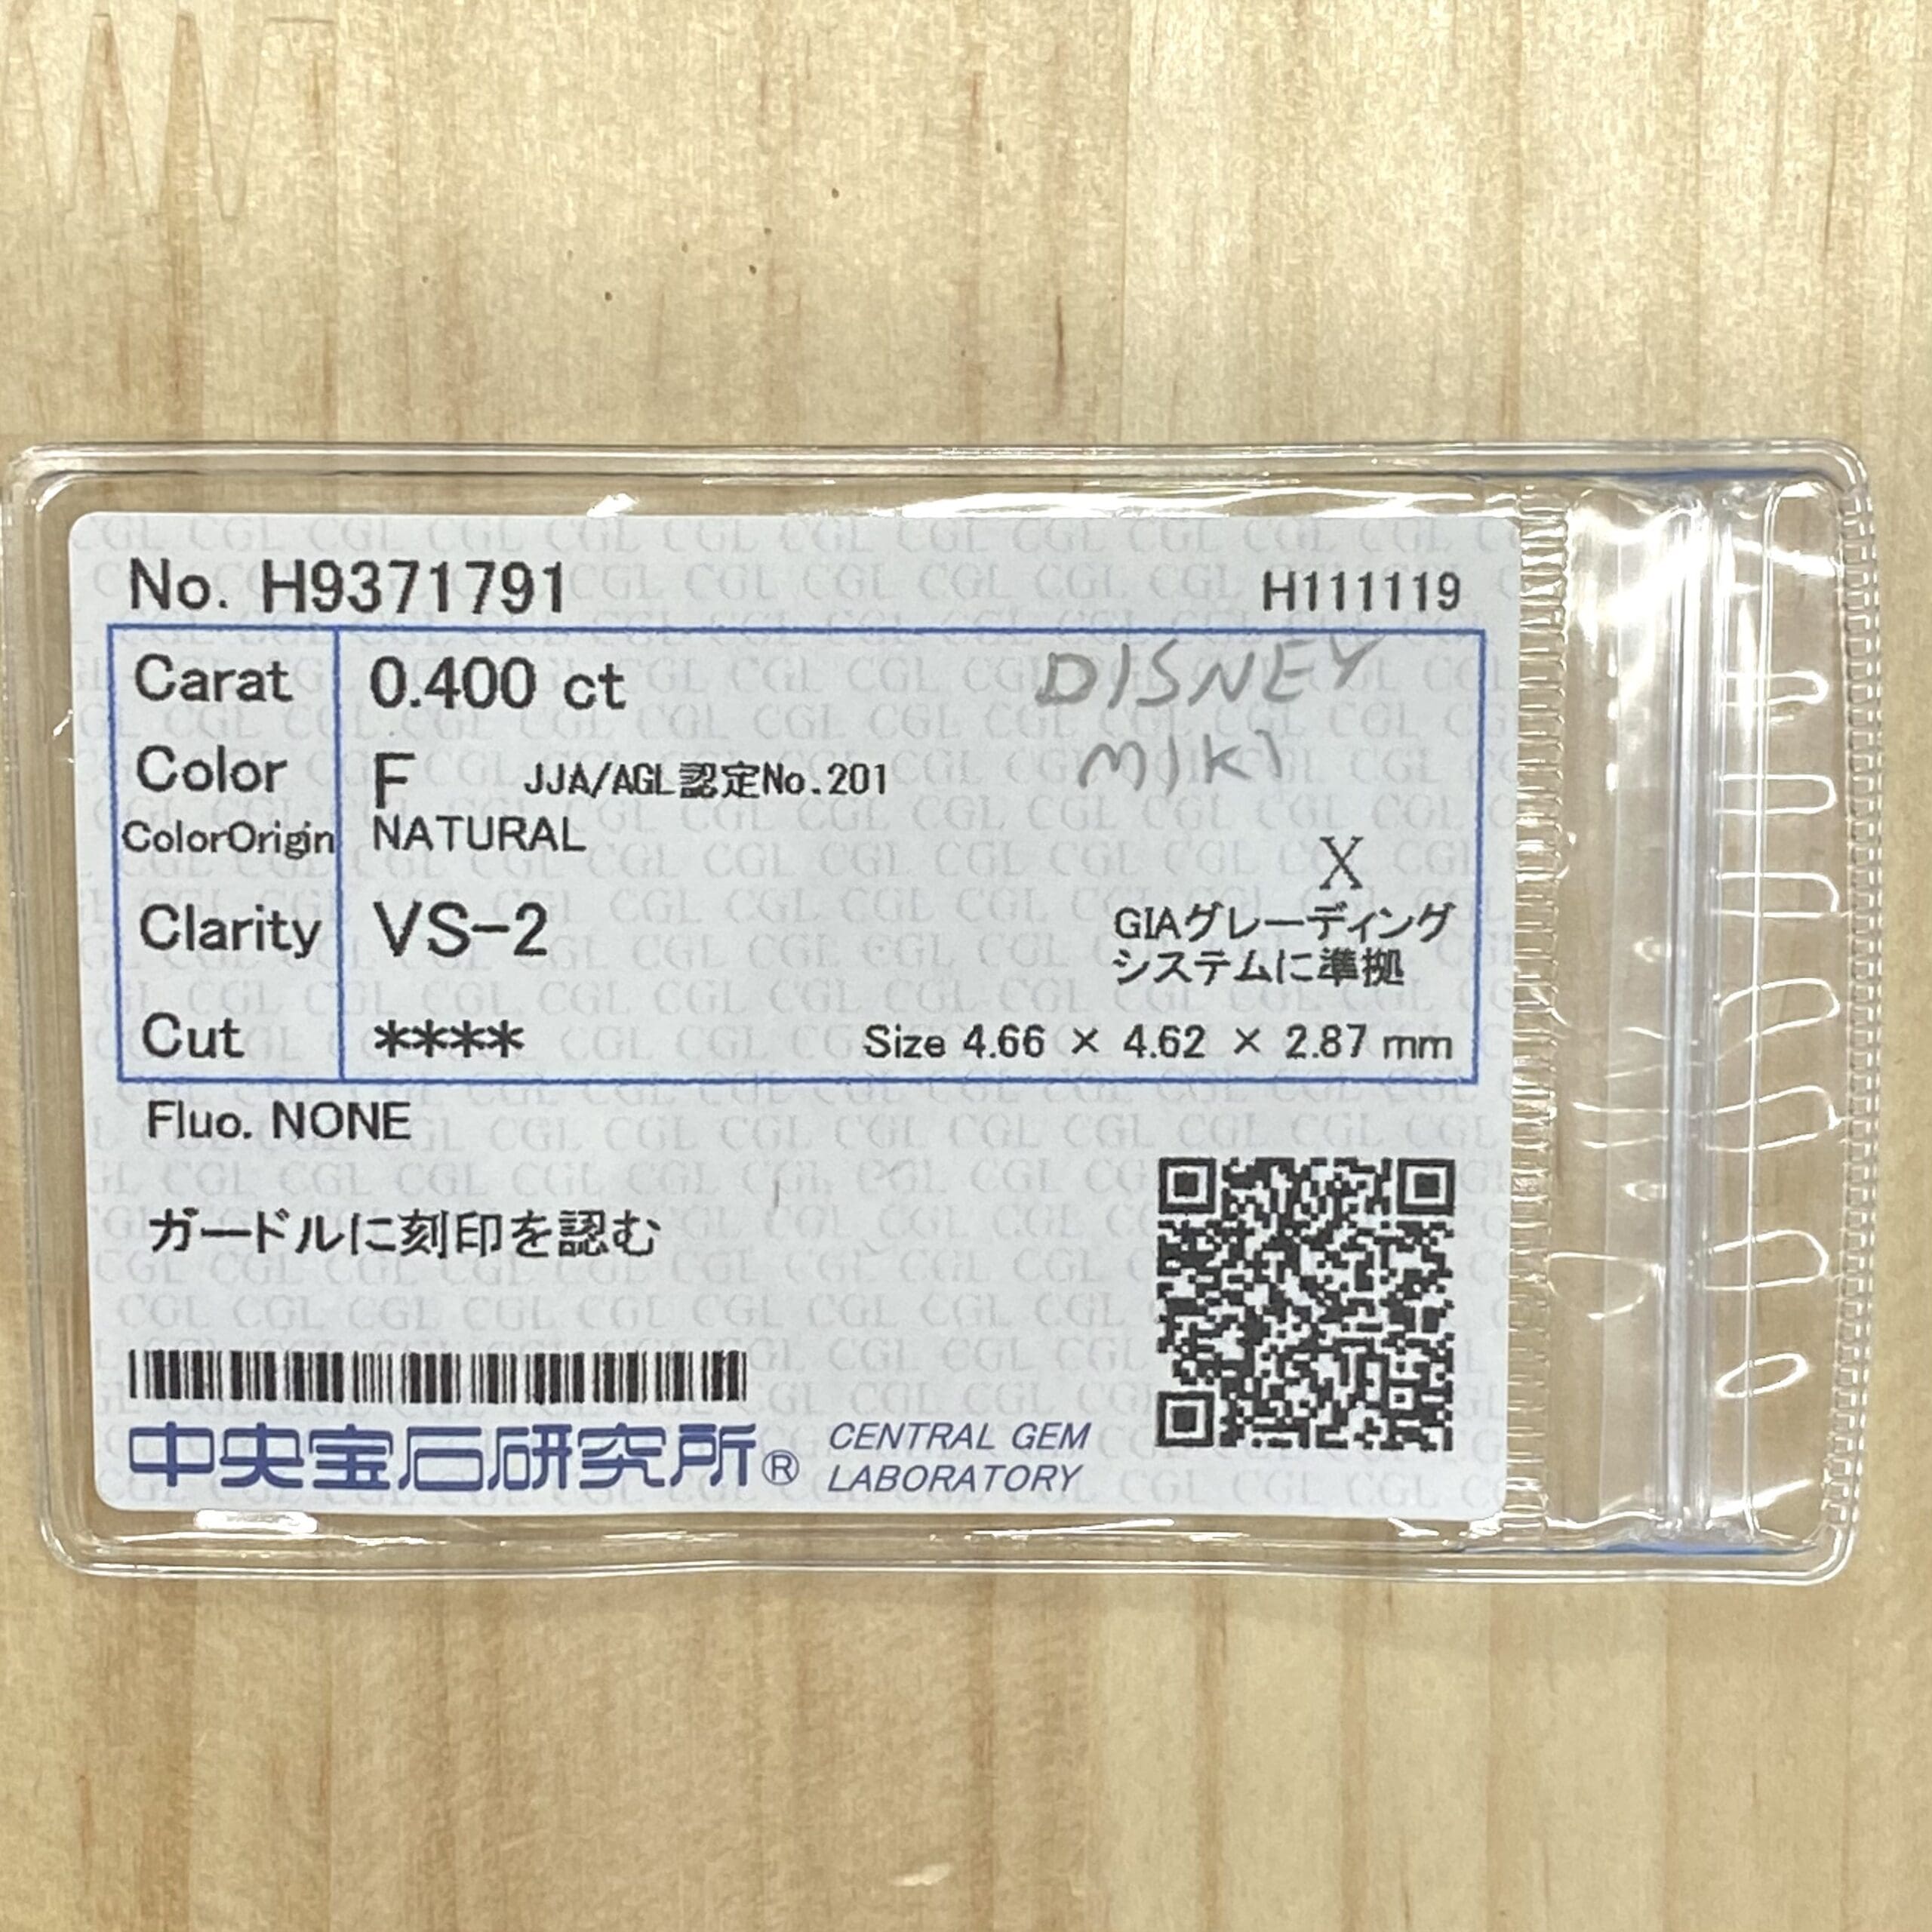 No. H9371791 H111119
Carat 0.400 ct DISNEY
Color F JJA/AGL認定No.201 MIKI
ColorOrigin NATURAL
X
Clarity VS-2 GIAグレーディング
システムに準拠
Cut **** Size 4.66 × 4.62 × 2.87 mm
Fluo. NONE
ガードルに刻印を認む
中央宝石研究所® CENTRAL GEM
LABORATORY